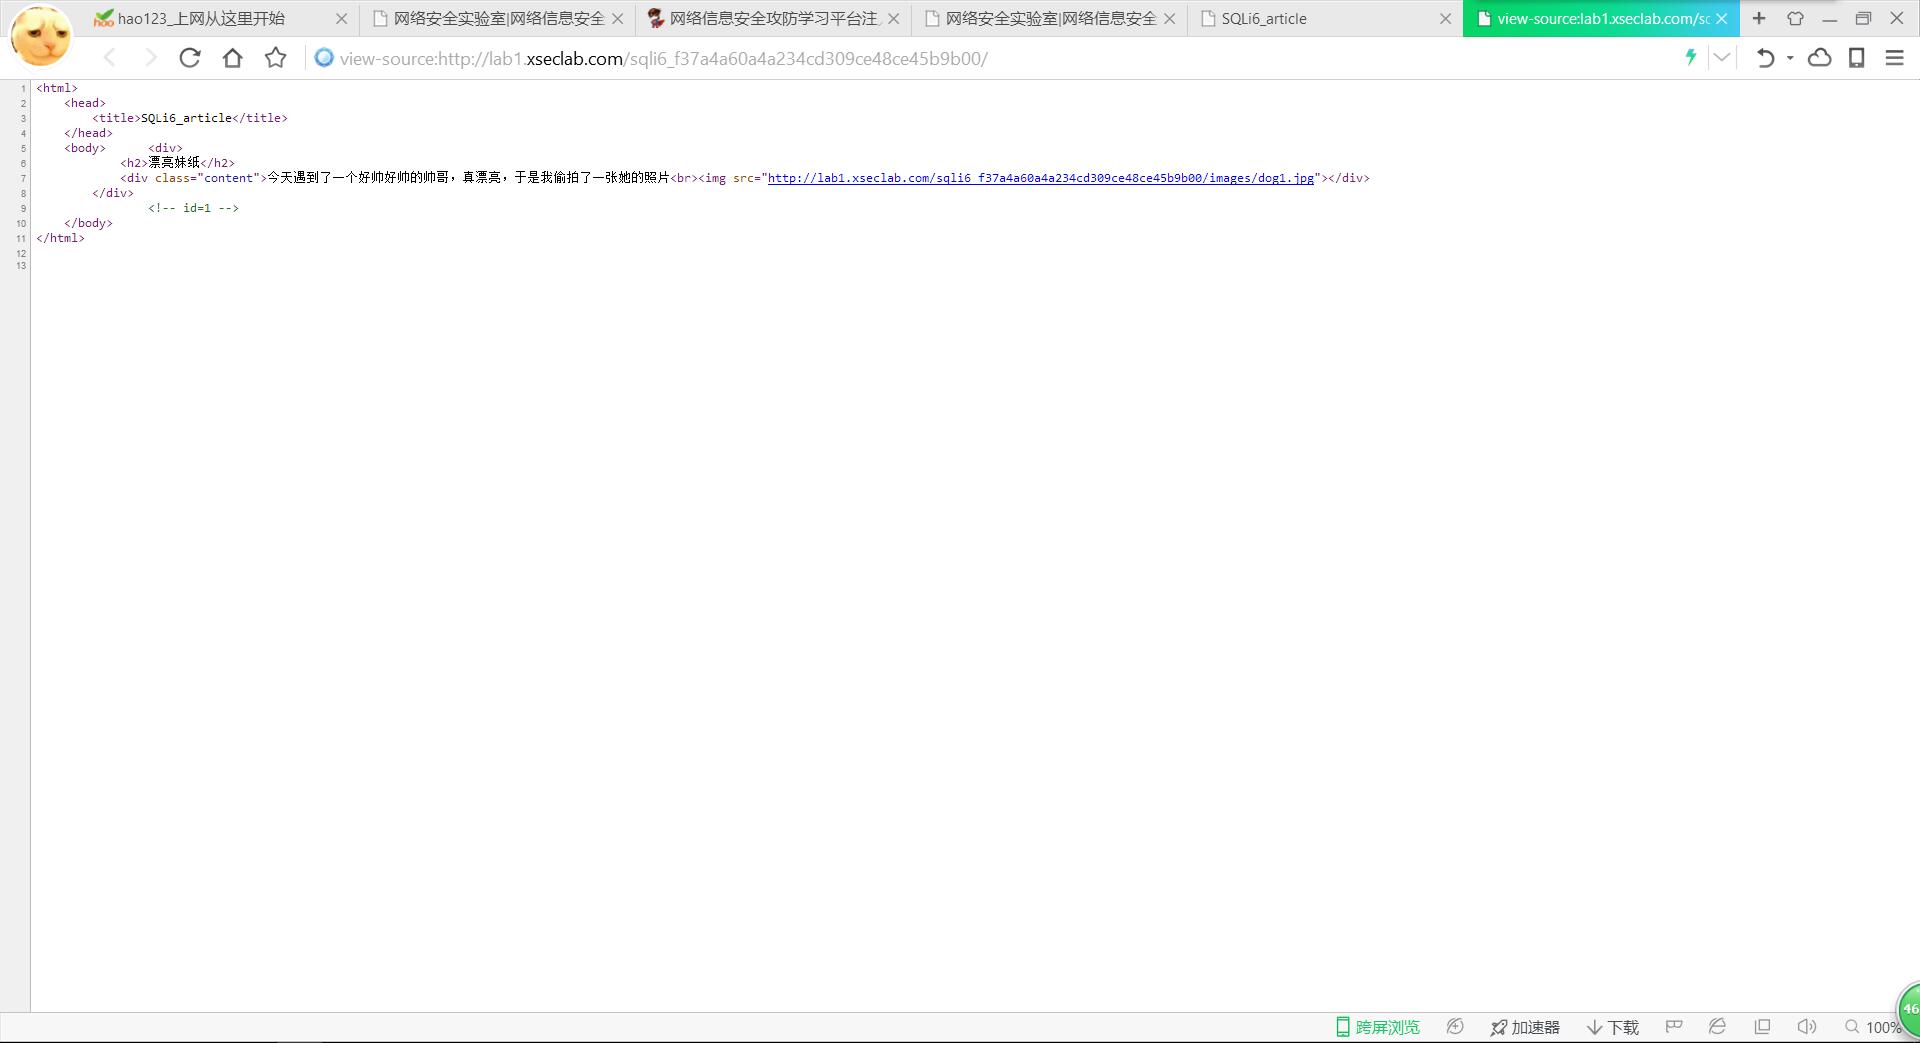 hao123_上网从这里开始
网络安全实验室|网络信息安全
网络信息安全攻防学习平台注
网络安全实验室|网络信息安全
SQLi6_article
view-source:lab1.xseclab.com/sc
view-source:http://lab1.xseclab.com/sqli6_f37a4a60a4a234cd309ce48ce45b9b00/
1 <html>
2 <head>
3 <title>SQLi6_article</title>
4 </head>
5 <body> <div>
6 <h2>漂亮妹纸</h2>
7 <div class="content">今天遇到了一个好帅好帅的帅哥，真漂亮，于是我偷拍了一张她的照片<br><img src="http://lab1.xseclab.com/sqli6_f37a4a60a4a234cd309ce48ce45b9b00/images/dog1.jpg"></div>
8 </div>
9 <!-- id=1 -->
10 </body>
11 </html>
12
13
46
跨屏浏览 加速器 下载 100%